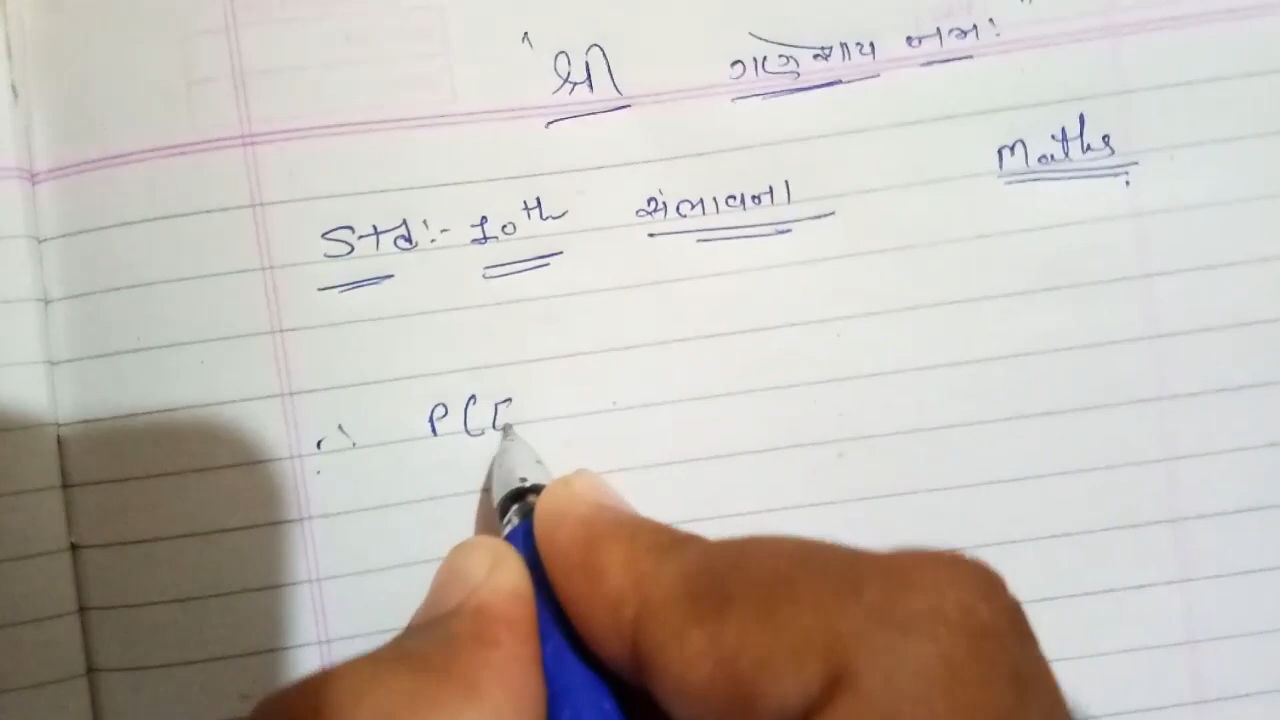 " શ્રી ગણેશાય નમઃ "
Maths
Std:- 10th સંભાવના
∴ P(E